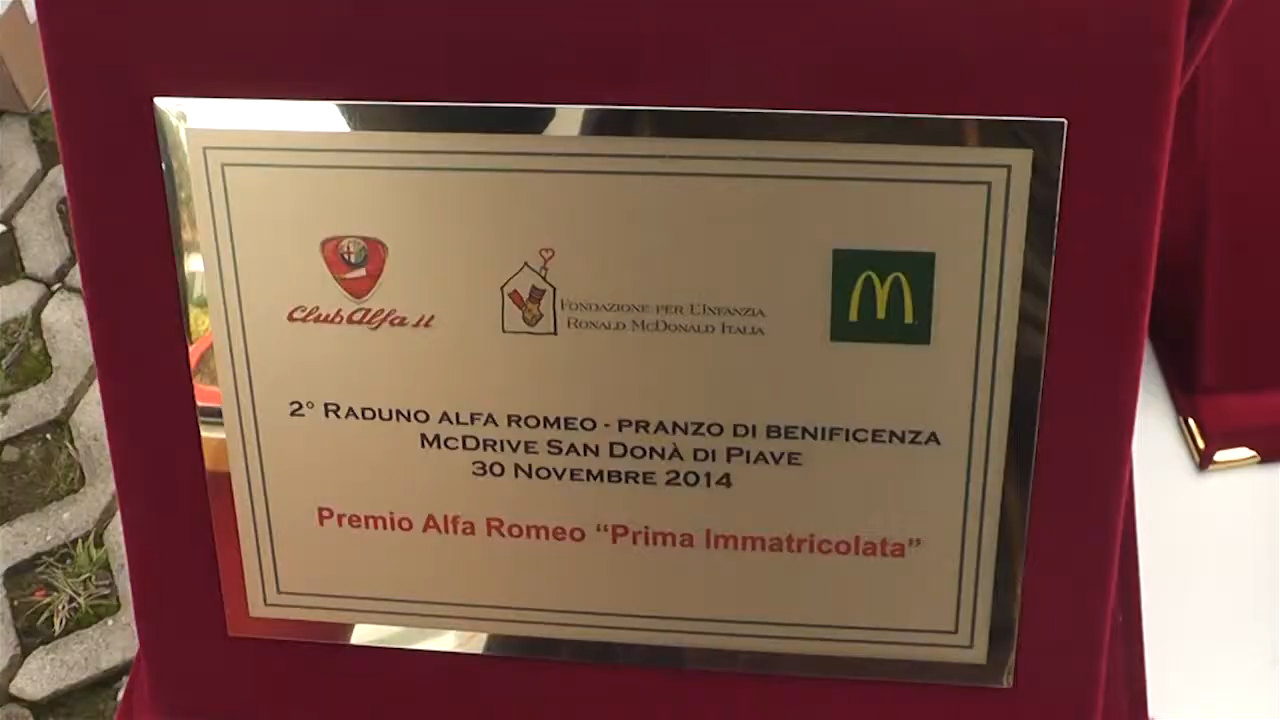 Club Alfa it
FONDAZIONE PER L'INFANZIA
RONALD MCDONALD ITALIA
2° RADUNO ALFA ROMEO - PRANZO DI BENIFICENZA
MCDRIVE SAN DONÀ DI PIAVE
30 NOVEMBRE 2014
Premio Alfa Romeo “Prima Immatricolata”